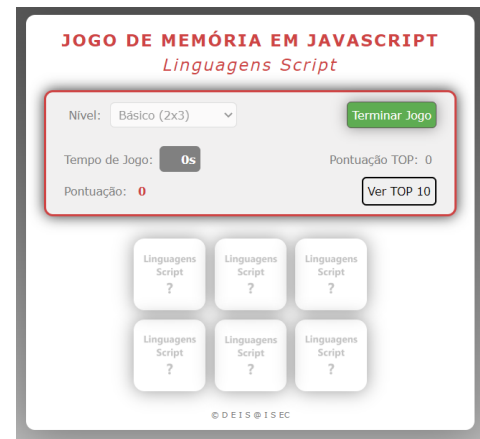 JOGO DE MEMÓRIA EM JAVASCRIPT
Linguagens Script
Nível: Básico (2x3) Terminar Jogo
Tempo de Jogo: 0s Pontuação TOP: 0
Pontuação: 0 Ver TOP 10
Linguagens Linguagens Linguagens
Script Script Script
? ? ?
Linguagens Linguagens Linguagens
Script Script Script
? ? ?
© D E I S @ I S E C